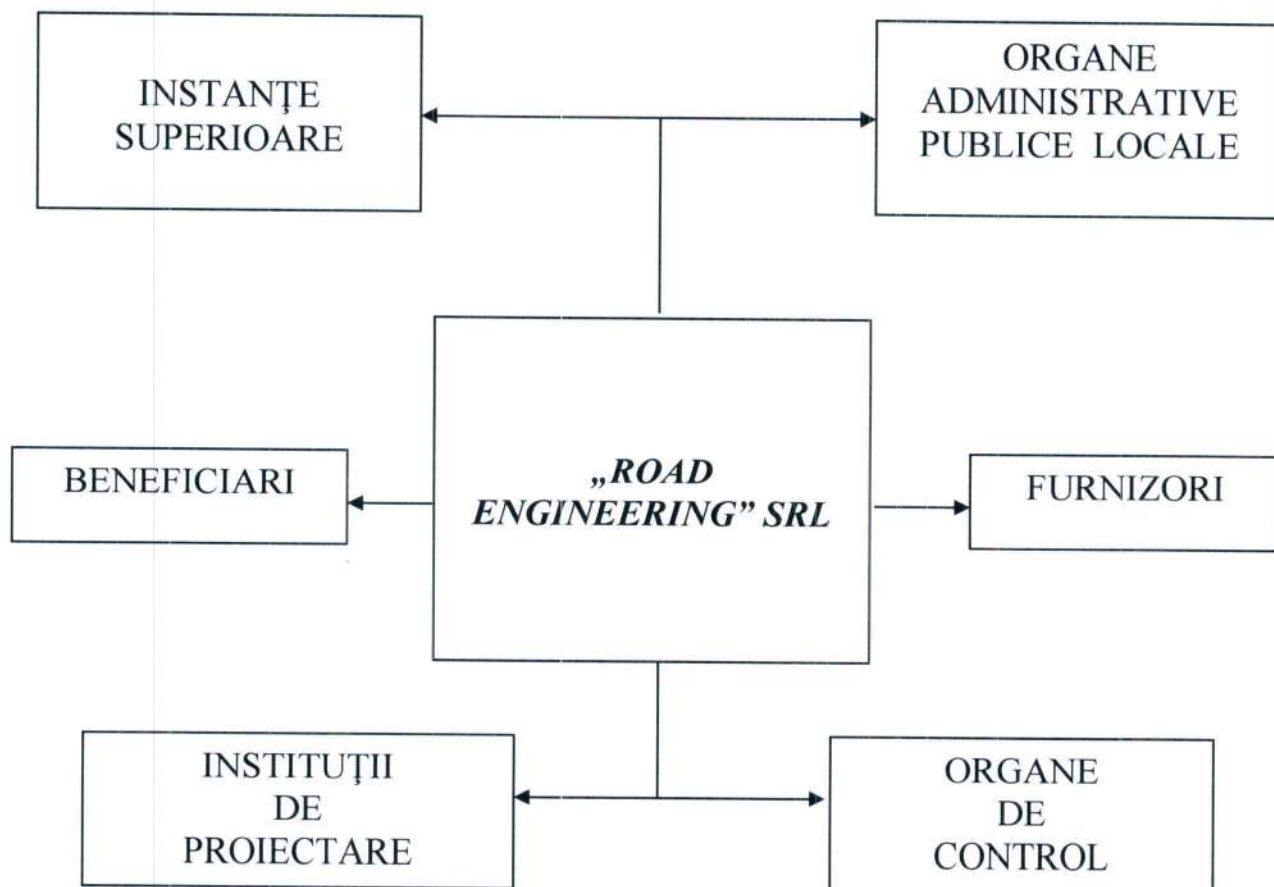 INSTANŢE
SUPERIOARE
ORGANE
ADMINISTRATIVE
PUBLICE LOCALE
BENEFICIARI
„ROAD
ENGINEERING” SRL
FURNIZORI
INSTITUŢII
DE
PROIECTARE
ORGANE
DE
CONTROL